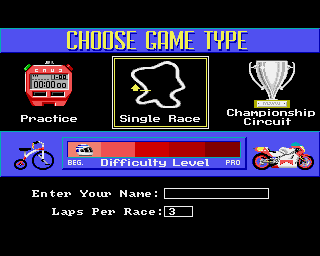 CHOOSE GAME TYPE
Practice
Single Race
Championship
Circuit
BEG. Difficulty Level PRO
Enter Your Name:
Laps Per Race: 3